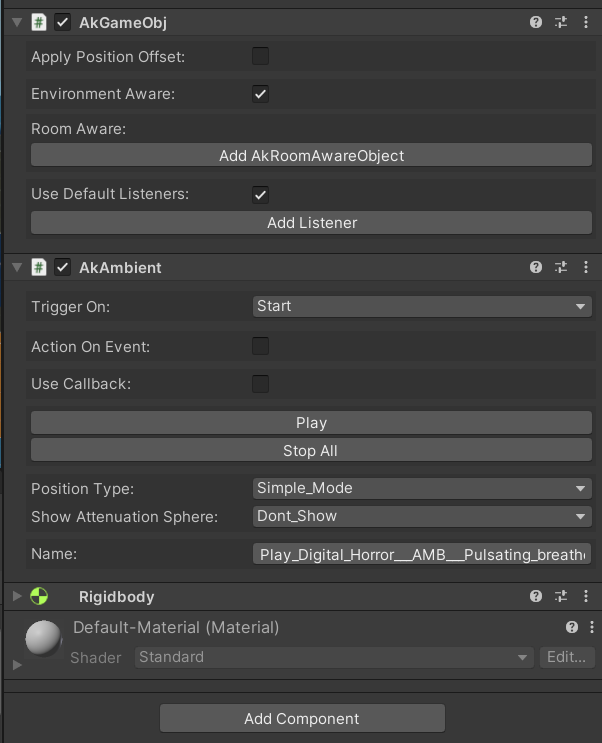 AkGameObj
Apply Position Offset:
Environment Aware:
Room Aware:
Add AkRoomAwareObject
Use Default Listeners:
Add Listener
AkAmbient
Trigger On: Start
Action On Event:
Use Callback:
Play
Stop All
Position Type: Simple_Mode
Show Attenuation Sphere: Dont_Show
Name: Play_Digital_Horror___AMB___Pulsating_breath
Rigidbody
Default-Material (Material)
Shader Standard Edit...
Add Component